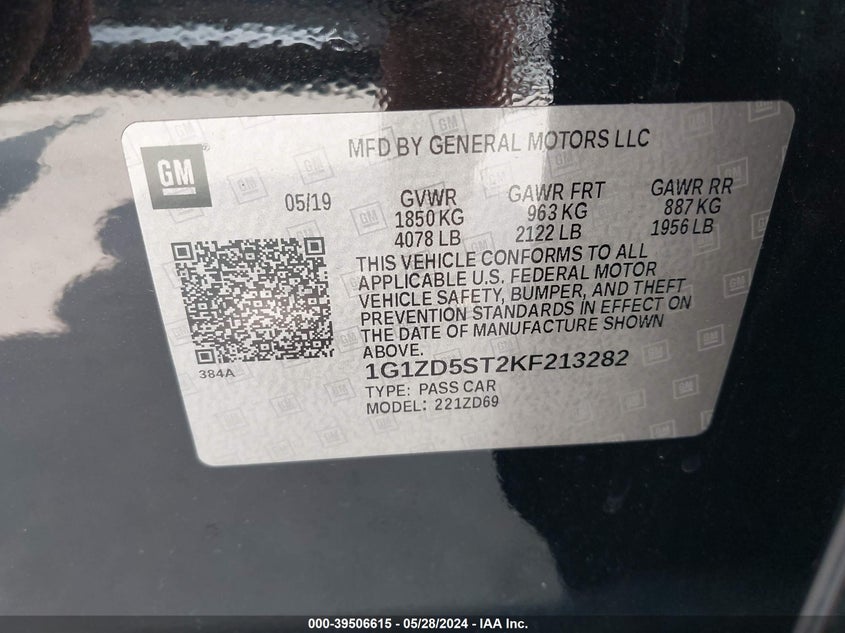 GM
MFD BY GENERAL MOTORS LLC
05/19
GVWR
1850 KG
4078 LB
GAWR FRT
963 KG
2122 LB
GAWR RR
887 KG
1956 LB
THIS VEHICLE CONFORMS TO ALL
APPLICABLE U.S. FEDERAL MOTOR
VEHICLE SAFETY, BUMPER, AND THEFT
PREVENTION STANDARDS IN EFFECT ON
THE DATE OF MANUFACTURE SHOWN
ABOVE.
384A
1G1ZD5ST2KF213282
TYPE: PASS CAR
MODEL: 221ZD69
000-39506615 - 05/28/2024 - IAA Inc.